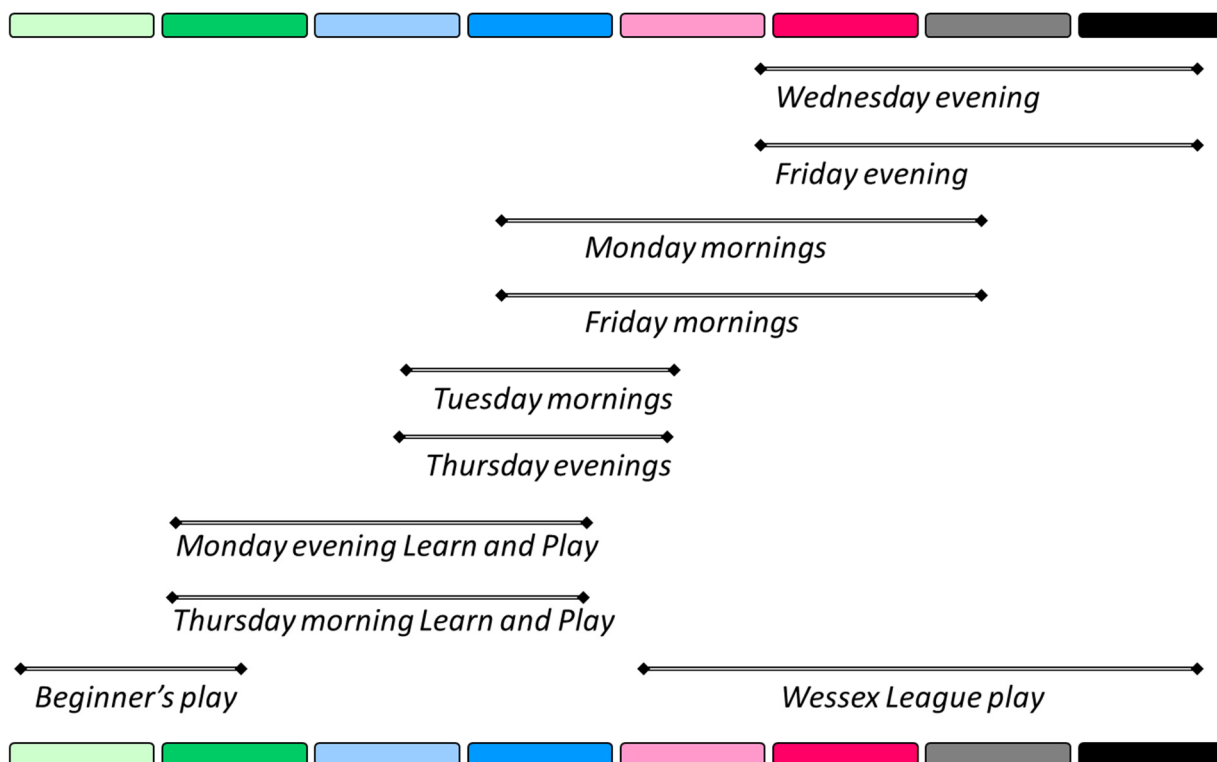 Wednesday evening
Friday evening
Monday mornings
Friday mornings
Tuesday mornings
Thursday evenings
Monday evening Learn and Play
Thursday morning Learn and Play
Beginner’s play
Wessex League play